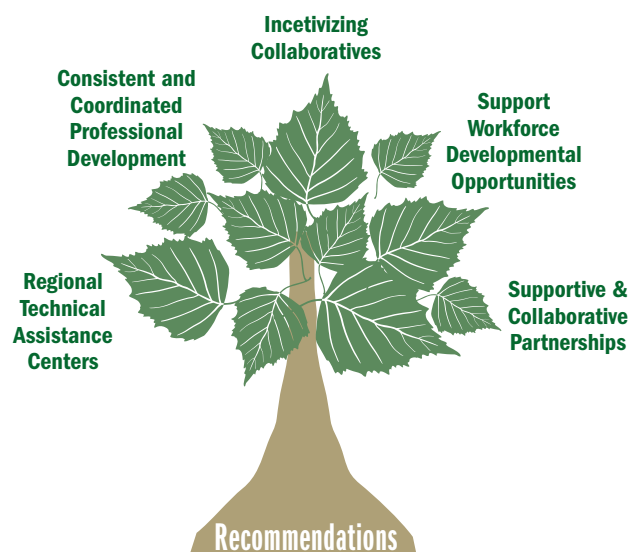 Incetivizing
Collaboratives
Consistent and
Coordinated
Professional
Development
Support
Workforce
Developmental
Opportunities
Regional
Technical
Assistance
Centers
Supportive &
Collaborative
Partnerships
Recommendations